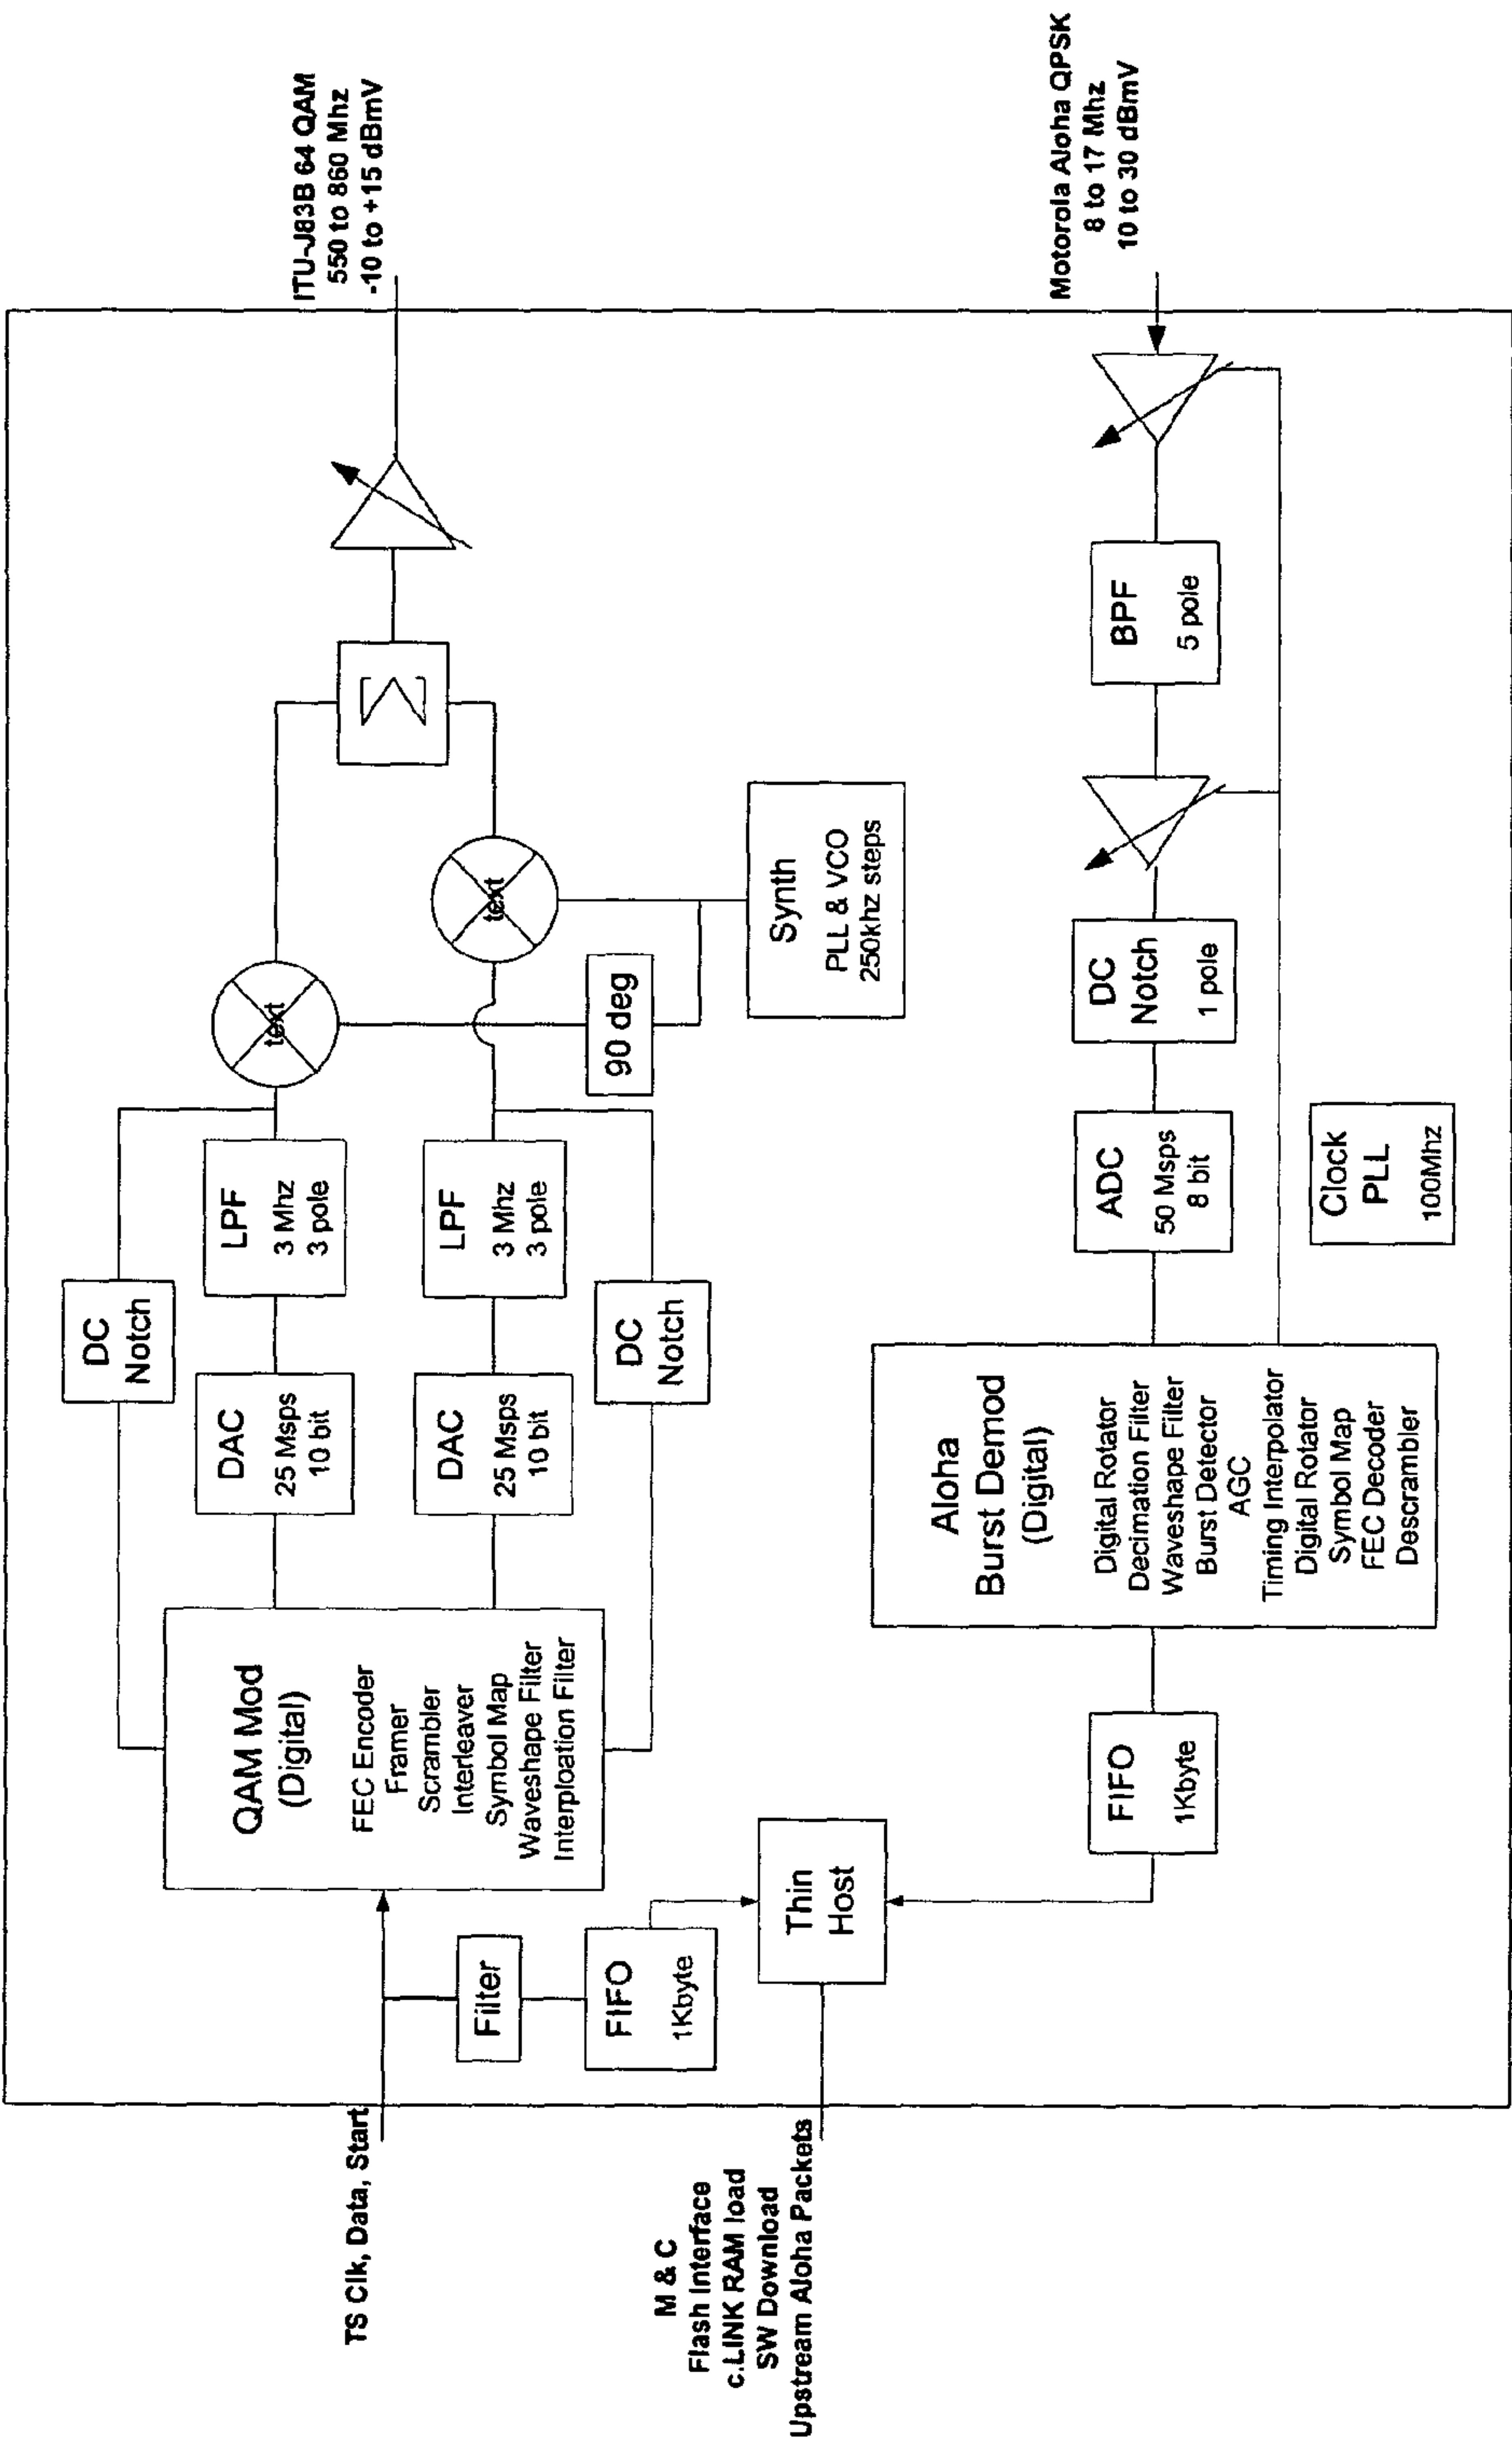 TS Clk, Data, Start
M & C
Flash Interface
c.LINK RAM load
SW Download
Upstream Aloha Packets
Filter
FIFO
1Kbyte
Thin
Host
QAM Mod
(Digital)
FEC Encoder
Framer
Scrambler
Interleaver
Symbol Map
Waveshape Filter
Interploation Filter
DC
Notch
DAC
25 Msps
10 bit
LPF
3 Mhz
3 pole
DAC
25 Msps
10 bit
LPF
3 Mhz
3 pole
DC
Notch
text
text
90 deg
Synth
PLL & VCO
250khz steps
Σ
ITU-J83B 64 QAM
550 to 860 Mhz
-10 to +15 dBmV
FIFO
1Kbyte
Aloha
Burst Demod
(Digital)
Digital Rotator
Decimation Filter
Waveshape Filter
Burst Detector
AGC
Timing Interpolator
Digital Rotator
Symbol Map
FEC Decoder
Descrambler
ADC
50 Msps
8 bit
DC
Notch
1 pole
BPF
5 pole
Clock
PLL
100Mhz
Motorola Aloha QPSK
8 to 17 Mhz
10 to 30 dBmV